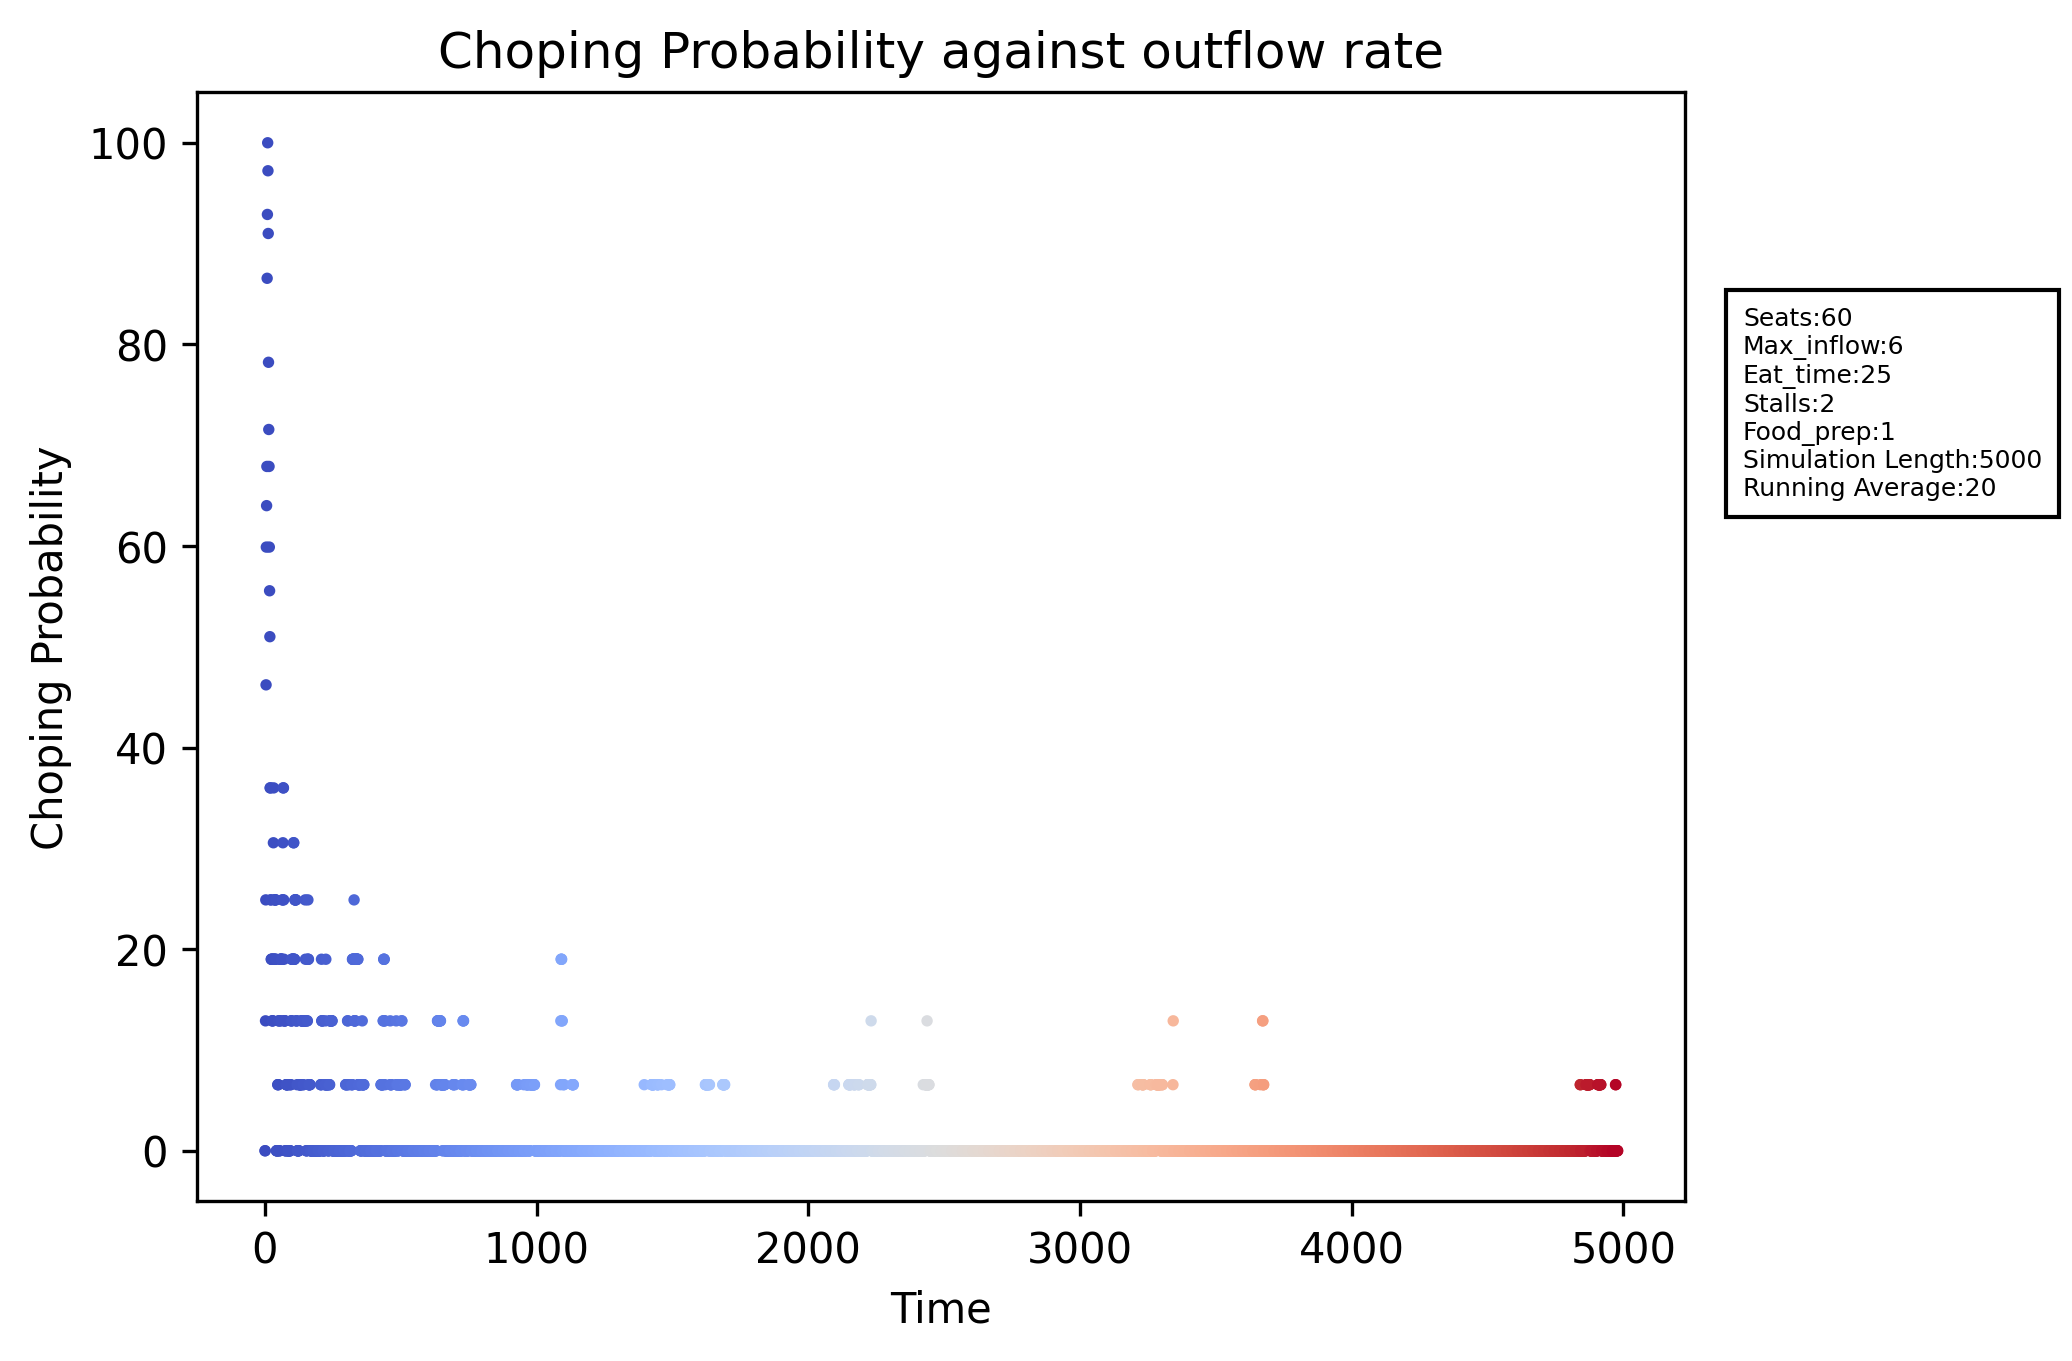 Choping Probability against outflow rate
100
80
60
40
20
0
Choping Probability
0 1000 2000 3000 4000 5000
Time
Seats:60
Max_inflow:6
Eat_time:25
Stalls:2
Food_prep:1
Simulation Length:5000
Running Average:20